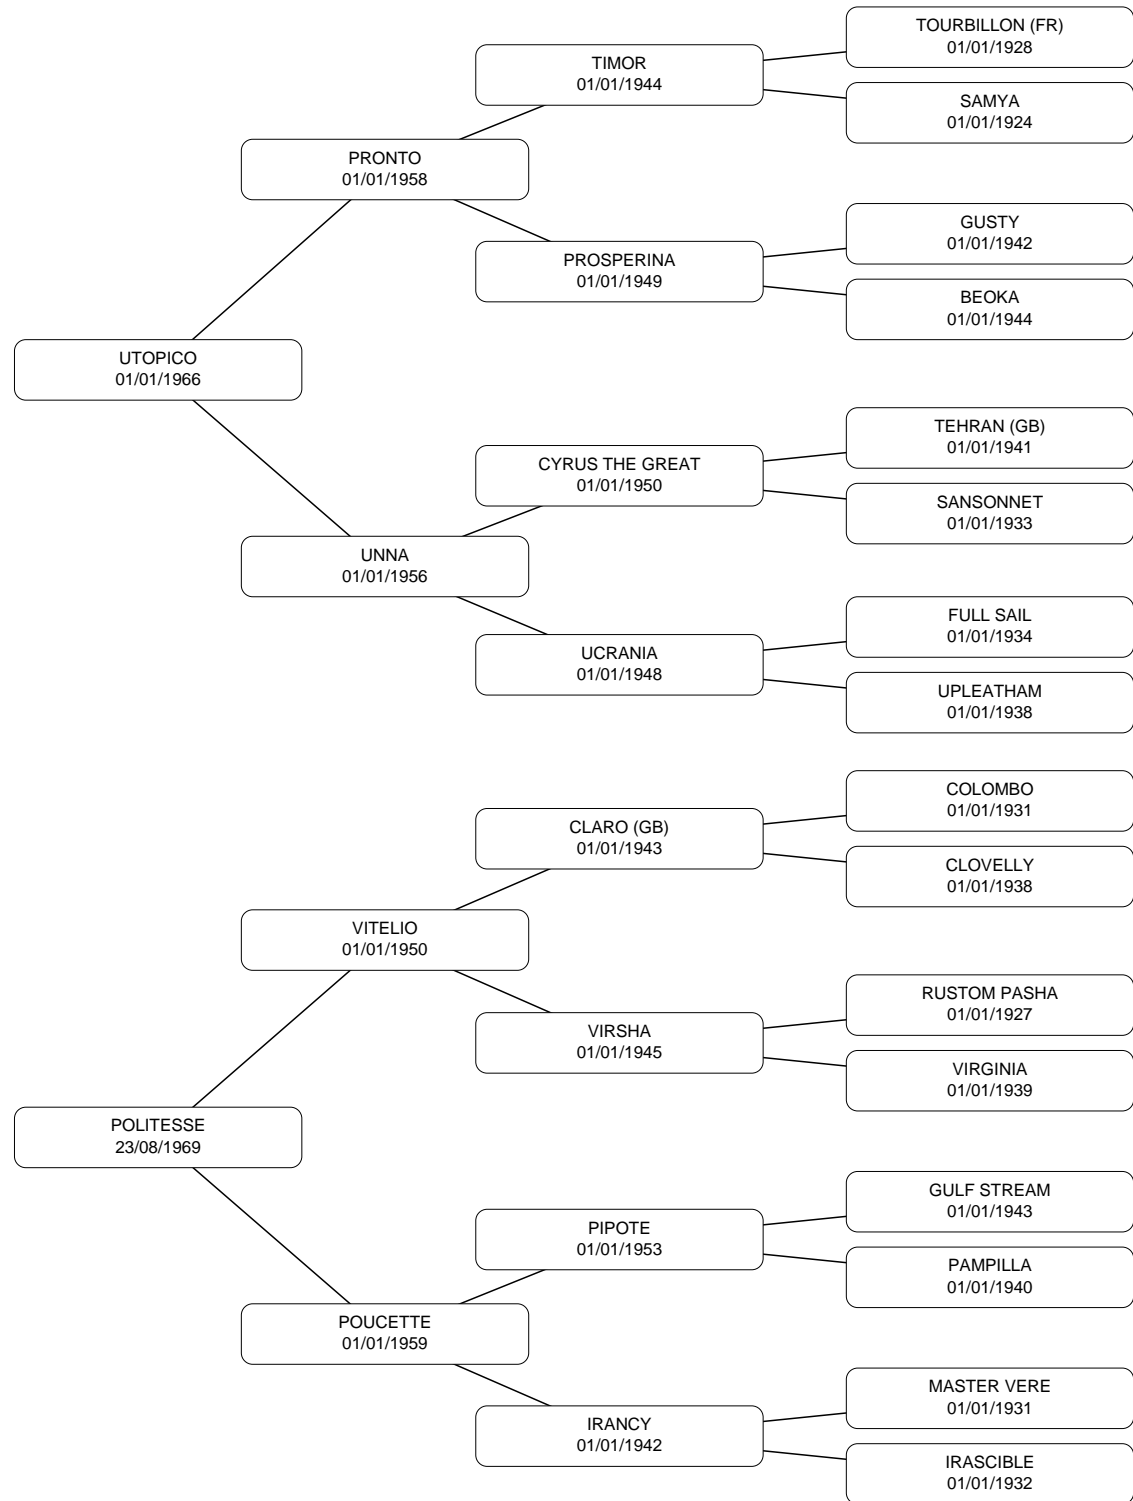 TOURBILLON (FR)
01/01/1928
TIMOR
01/01/1944
SAMYA
01/01/1924
PRONTO
01/01/1958
GUSTY
01/01/1942
PROSPERINA
01/01/1949
BEOKA
01/01/1944
UTOPICO
01/01/1966
TEHRAN (GB)
01/01/1941
CYRUS THE GREAT
01/01/1950
SANSONNET
01/01/1933
UNNA
01/01/1956
FULL SAIL
01/01/1934
UCRANIA
01/01/1948
UPLEATHAM
01/01/1938
COLOMBO
01/01/1931
CLARO (GB)
01/01/1943
CLOVELLY
01/01/1938
VITELIO
01/01/1950
RUSTOM PASHA
01/01/1927
VIRSHA
01/01/1945
VIRGINIA
01/01/1939
POLITESSE
23/08/1969
GULF STREAM
01/01/1943
PIPOTE
01/01/1953
PAMPILLA
01/01/1940
POUCETTE
01/01/1959
MASTER VERE
01/01/1931
IRANCY
01/01/1942
IRASCIBLE
01/01/1932